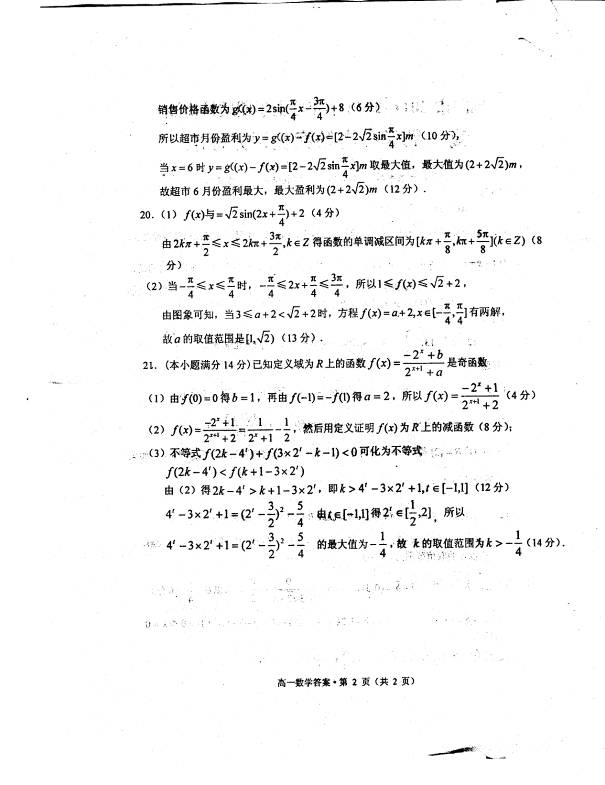 销售价格函数为 g(x)=2sin(π/4 x-3π/4)+8（6分）
所以超市月份盈利为 y=g(x)-f(x)=[2-2√2 sin π/4 x]m（10分），
当 x=6 时 y=g(x)-f(x)=[2-2√2 sin π/4 x]m 取最大值，最大值为(2+2√2)m，
故超市6月份盈利最大，最大盈利为(2+2√2)m（12分）.
20.（1）f(x)与=√2 sin(2x+π/4)+2（4分）
由2kπ+π/2≤x≤2kπ+3π/2,k∈Z 得函数的单调减区间为[kπ+π/8,kπ+5π/8](k∈Z)（8
分）
（2）当-π/4≤x≤π/4时，-π/4≤2x+π/4≤3π/4，所以1≤f(x)≤√2+2，
由图象可知，当3≤a+2<√2+2时，方程 f(x)=a+2,x∈[-π/4,π/4]有两解，
故a的取值范围是[1,√2)（13分）.
21.（本小题满分14分）已知定义域为R上的函数 f(x)=(-2^x+b)/(2^(x+1)+a) 是奇函数
（1）由f(0)=0得b=1，再由f(-1)=-f(1)得a=2，所以 f(x)=(-2^x+1)/(2^(x+1)+2)（4分）
（2）f(x)=(-2^x+1)/(2^(x+1)+2)=1/(2^x+1)-1/2，然后用定义证明 f(x)为R上的减函数（8分）；
（3）不等式f(2k-4^t)+f(3×2^t-k-1)<0可化为不等式
f(2k-4^t)<f(k+1-3×2^t)
由（2）得2k-4^t>k+1-3×2^t，即k>4^t-3×2^t+1,t∈[-1,1]（12分）
4^t-3×2^t+1=(2^t-3/2)²-5/4 由t∈[-1,1]得2^t∈[1/2,2]，所以
4^t-3×2^t+1=(2^t-3/2)²-5/4 的最大值为-1/4，故 k的取值范围为k>-1/4（14分）.
高一数学答案·第 2 页（共 2 页）